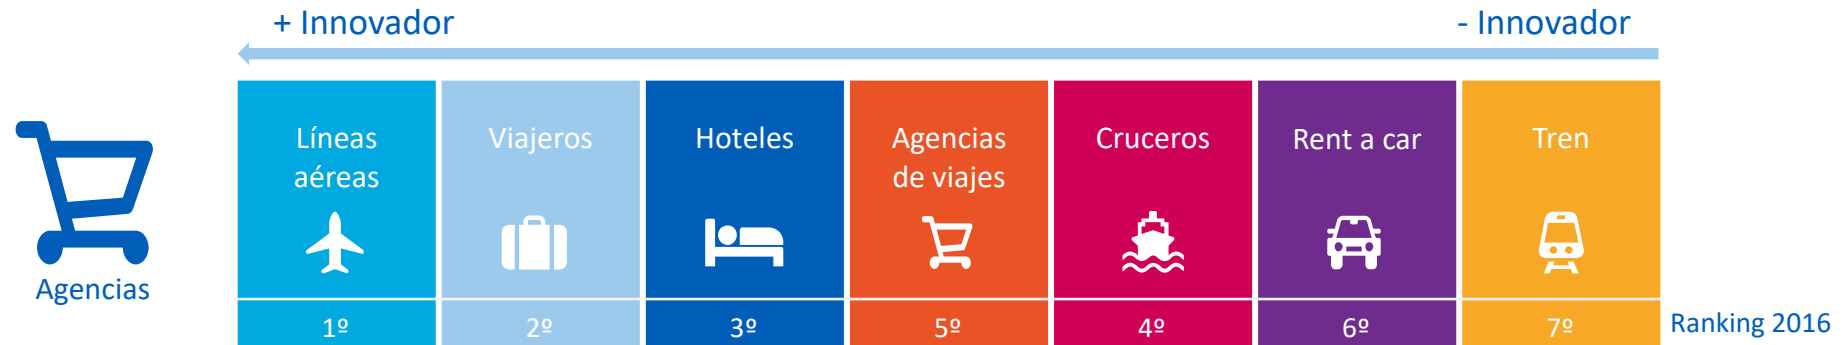 + Innovador
- Innovador
Líneas
aéreas
Viajeros
Hoteles
Agencias
de viajes
Cruceros
Rent a car
Tren
Agencias
1º
2º
3º
5º
4º
6º
7º
Ranking 2016